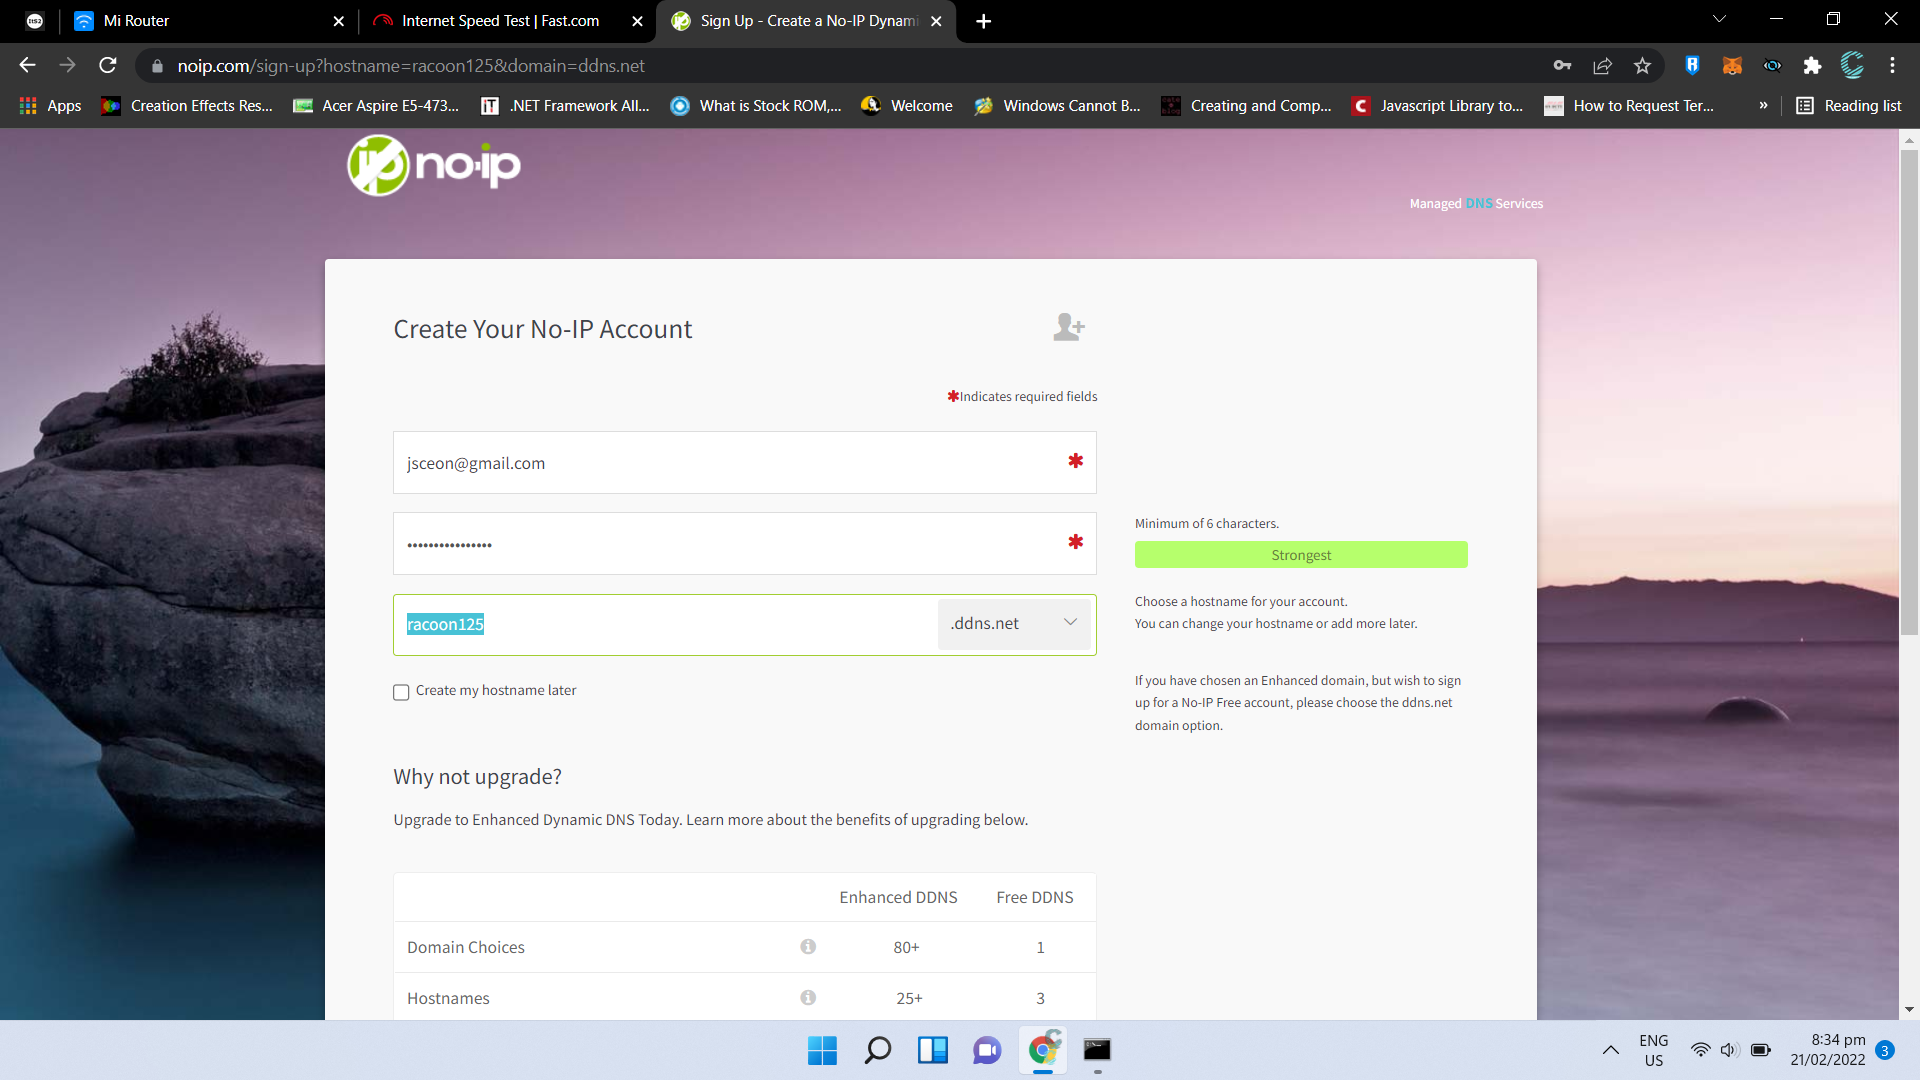 Mi Router
Internet Speed Test | Fast.com
Sign Up - Create a No-IP Dynami
noip.com/sign-up?hostname=racoon125&domain=ddns.net
Apps
Creation Effects Res...
Acer Aspire E5-473...
.NET Framework All...
What is Stock ROM,...
Welcome
Windows Cannot B...
Creating and Comp...
Javascript Library to...
How to Request Ter...
»
Reading list
no-ip
Managed DNS Services
Create Your No-IP Account
✱Indicates required fields
jsceon@gmail.com
••••••••••••••••
Minimum of 6 characters.
Strongest
racoon125
.ddns.net
Choose a hostname for your account.
You can change your hostname or add more later.
Create my hostname later
If you have chosen an Enhanced domain, but wish to sign
up for a No-IP Free account, please choose the ddns.net
domain option.
Why not upgrade?
Upgrade to Enhanced Dynamic DNS Today. Learn more about the benefits of upgrading below.
Enhanced DDNS Free DDNS
Domain Choices 80+ 1
Hostnames 25+ 3
ENG
US
8:34 pm
21/02/2022
3